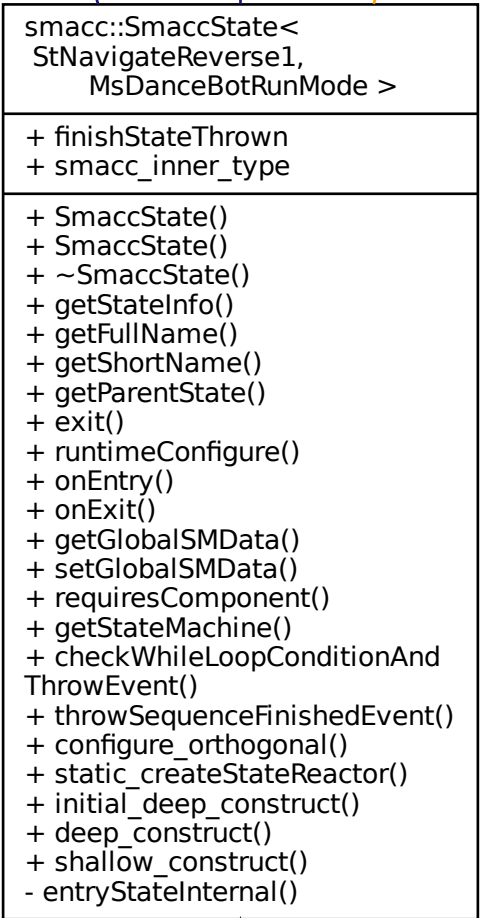 smacc::SmaccState<
StNavigateReverse1,
MsDanceBotRunMode >
+ finishStateThrown
+ smacc_inner_type
+ SmaccState()
+ SmaccState()
+ ~SmaccState()
+ getStateInfo()
+ getFullName()
+ getShortName()
+ getParentState()
+ exit()
+ runtimeConfigure()
+ onEntry()
+ onExit()
+ getGlobalSMData()
+ setGlobalSMData()
+ requiresComponent()
+ getStateMachine()
+ checkWhileLoopConditionAnd
ThrowEvent()
+ throwSequenceFinishedEvent()
+ configure_orthogonal()
+ static_createStateReactor()
+ initial_deep_construct()
+ deep_construct()
+ shallow_construct()
- entryStateInternal()